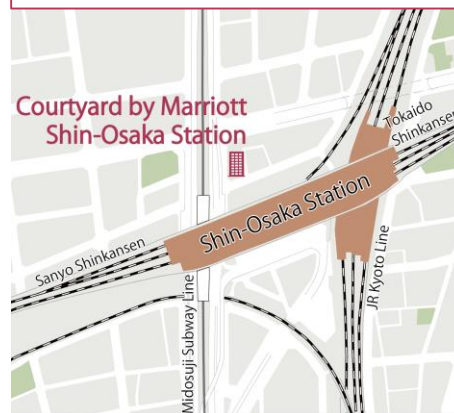 Courtyard by Marriott
Shin-Osaka Station
Tokaido
Shinkansen
Shin-Osaka Station
Sanyo Shinkansen
Midosuji Subway Line
JR Kyoto Line